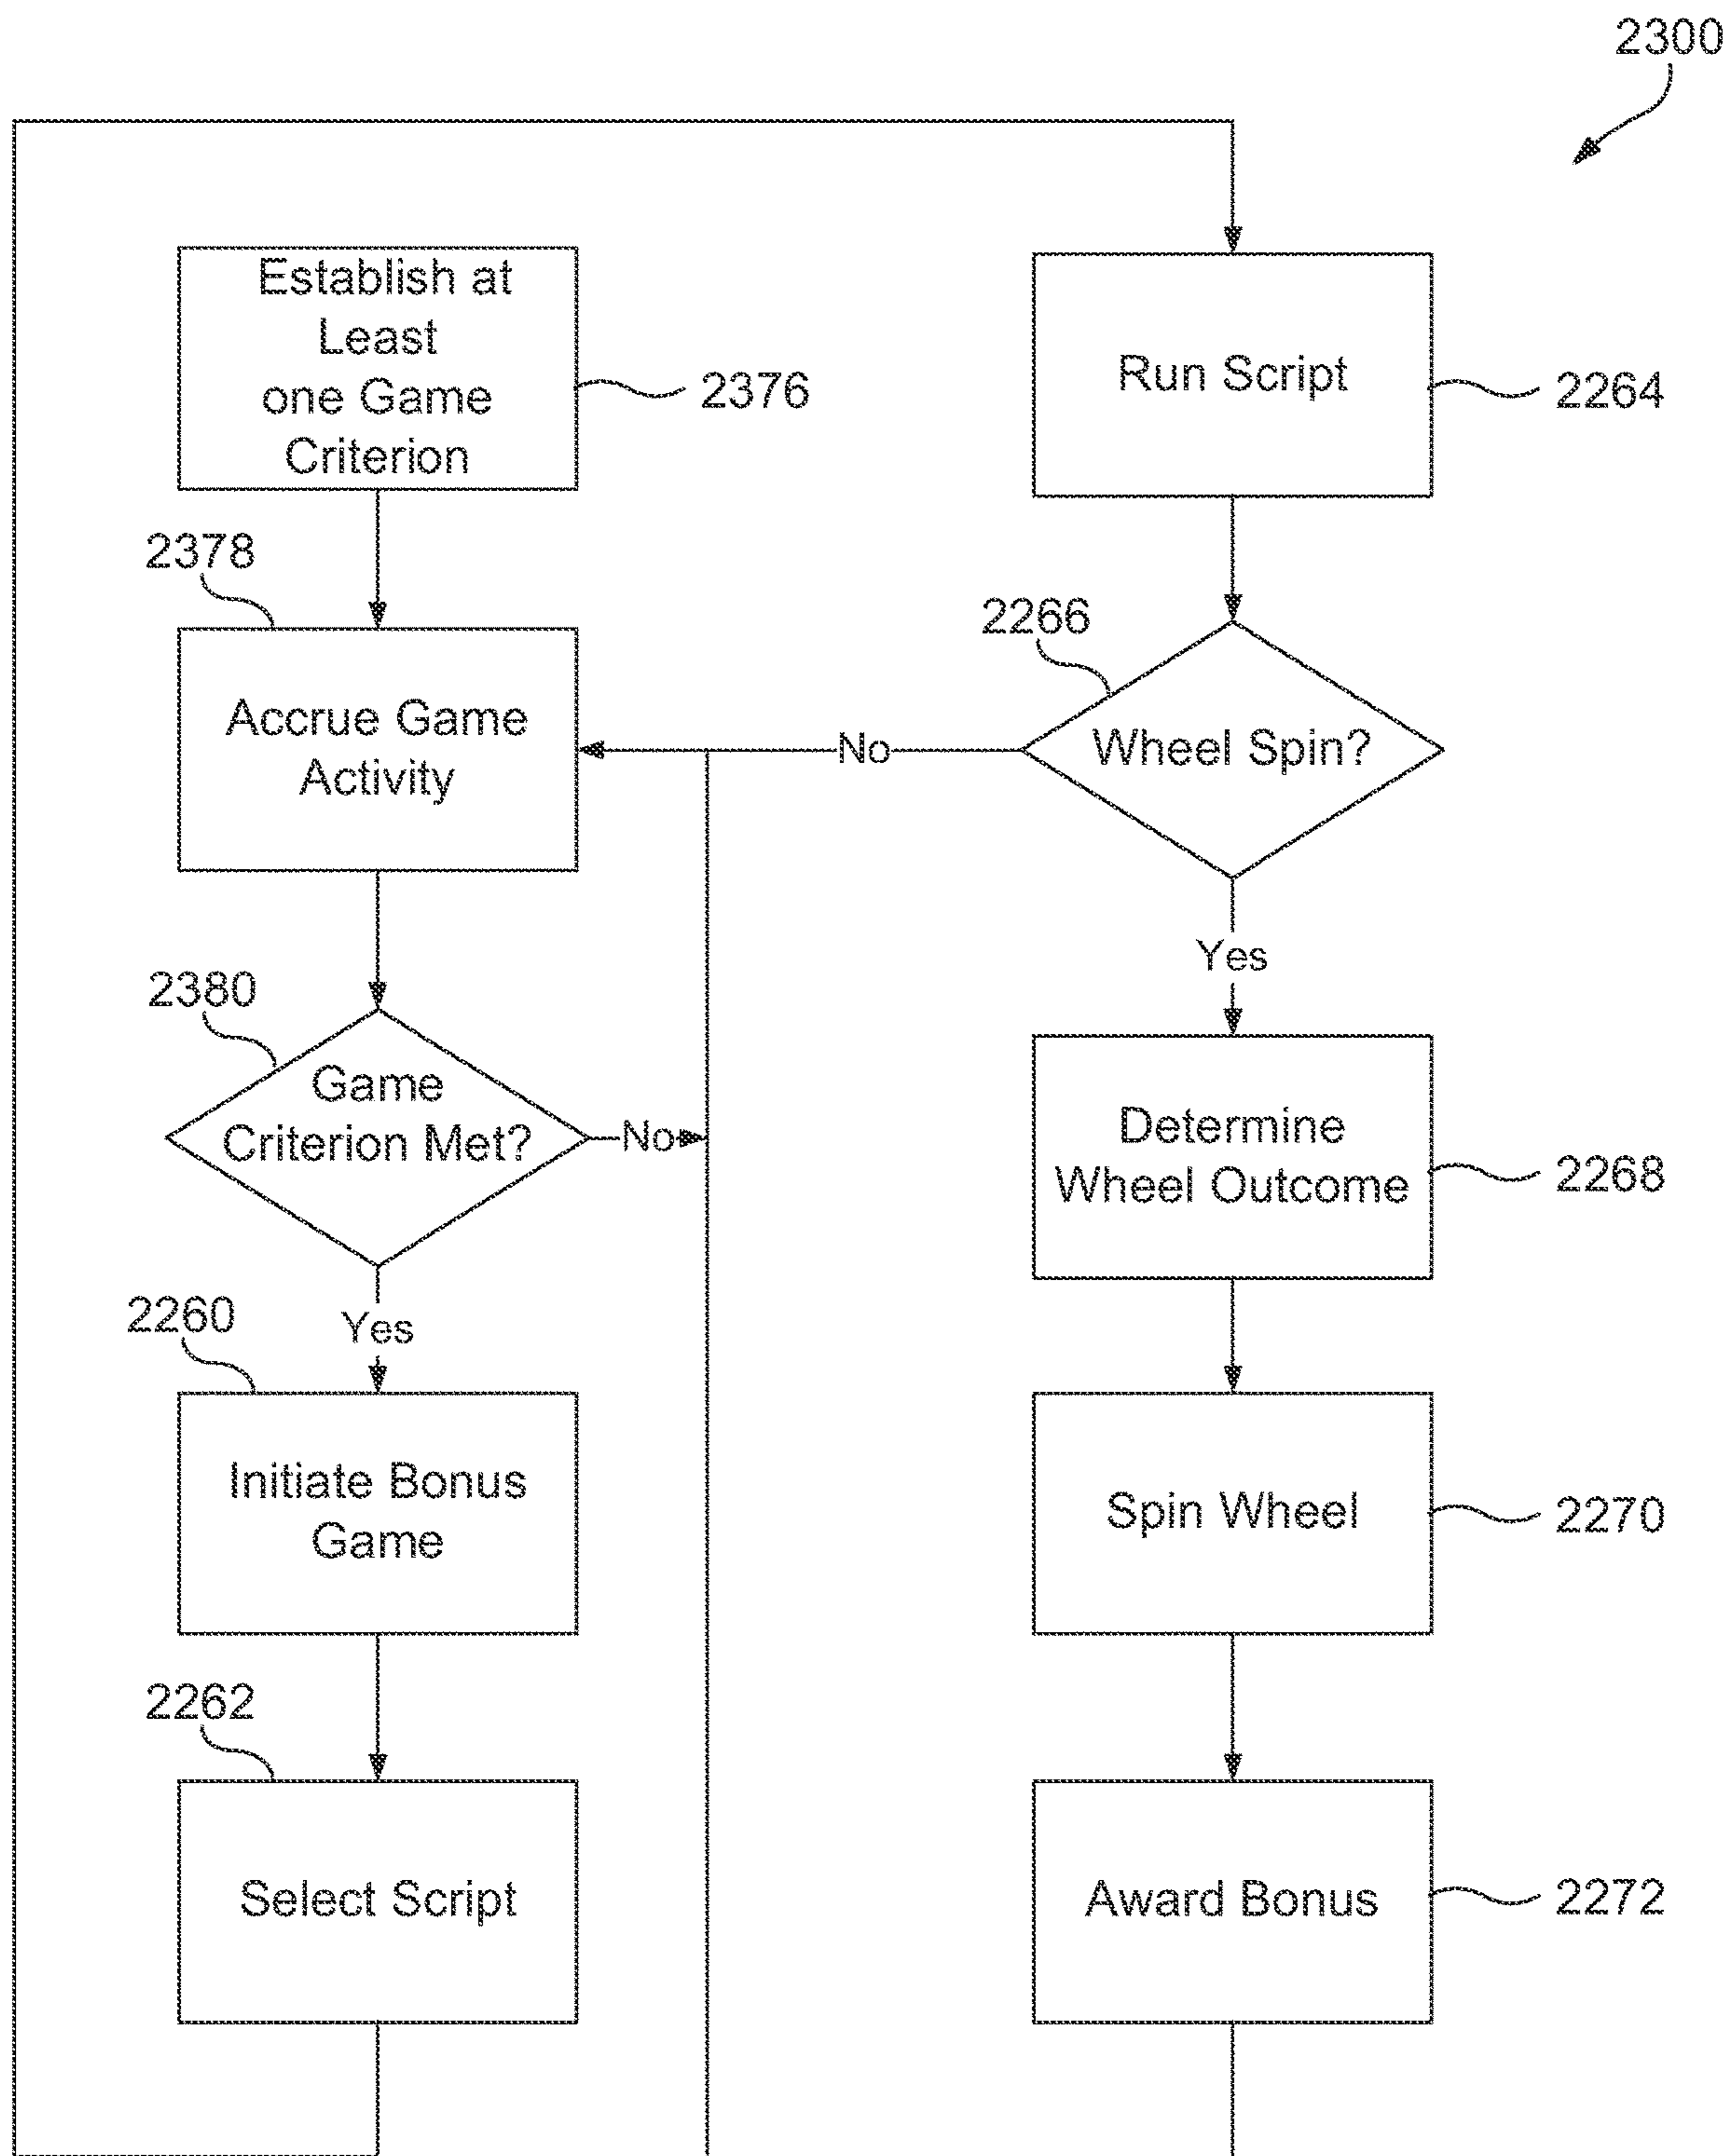 2300
Establish at
Least
one Game
Criterion
2376
Run Script
2264
2378
Accrue Game
Activity
2266
Wheel Spin?
No
Yes
2380
Game
Criterion Met?
No
Yes
Determine
Wheel Outcome
2268
2260
Initiate Bonus
Game
Spin Wheel
2270
2262
Select Script
Award Bonus
2272